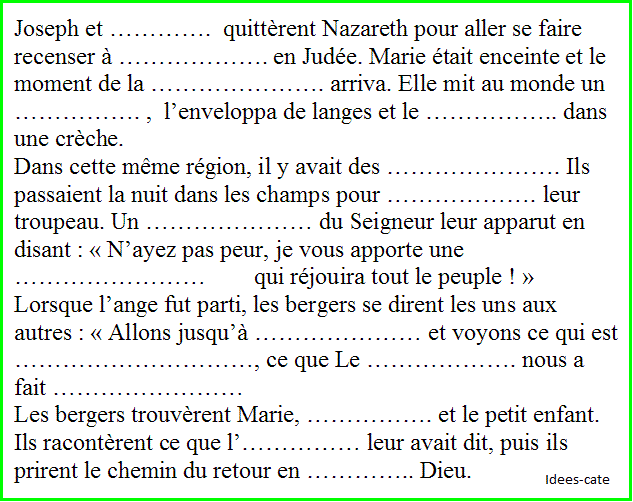 Joseph et …………. quittèrent Nazareth pour aller se faire
recenser à ………………. en Judée. Marie était enceinte et le
moment de la …………………. arriva. Elle mit au monde un
……………. , l’enveloppa de langes et le …………….. dans
une crèche.
Dans cette même région, il y avait des …………………. Ils
passaient la nuit dans les champs pour ………………. leur
troupeau. Un ………………… du Seigneur leur apparut en
disant : « N’ayez pas peur, je vous apporte une
…………………… qui réjouira tout le peuple ! »
Lorsque l’ange fut parti, les bergers se dirent les uns aux
autres : « Allons jusqu’à ………………… et voyons ce qui est
…………………………, ce que Le ………………. nous a
fait ……………………
Les bergers trouvèrent Marie, ……………. et le petit enfant.
Ils racontèrent ce que l’…………… leur avait dit, puis ils
prirent le chemin du retour en ………….. Dieu.
Idees-cate